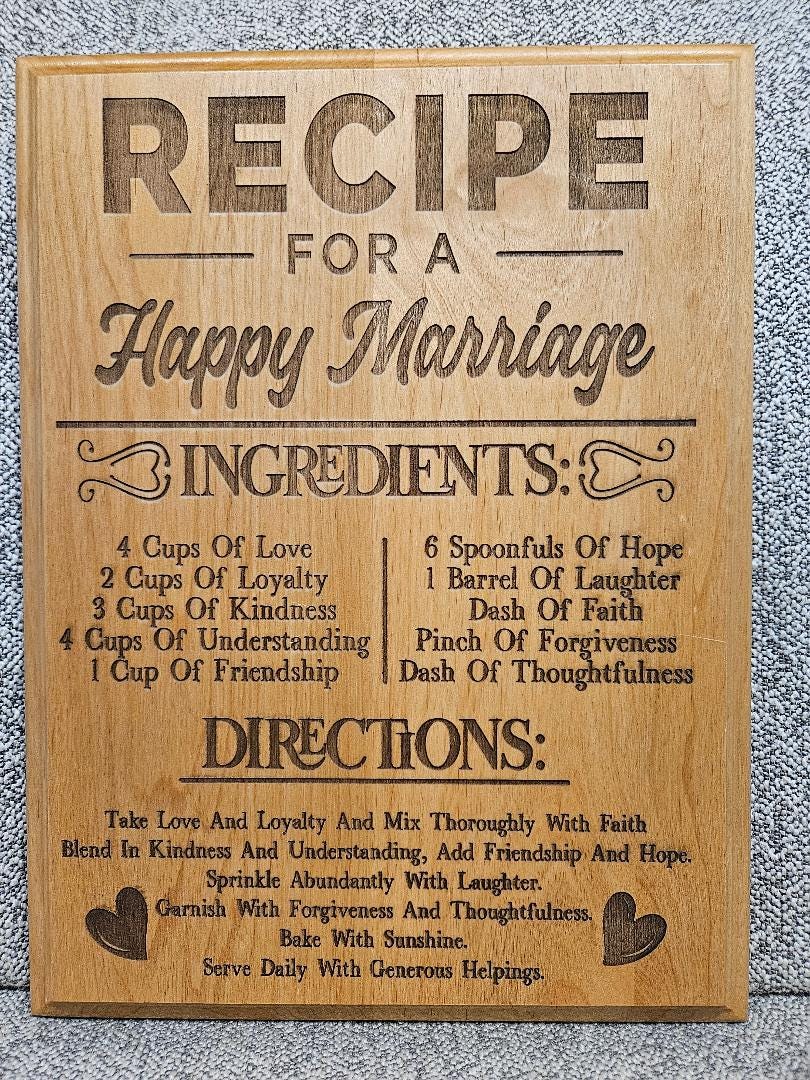 RECIPE
FOR A
Happy Marriage
INGREDIENTS:
4 Cups Of Love
2 Cups Of Loyalty
3 Cups Of Kindness
4 Cups Of Understanding
1 Cup Of Friendship
6 Spoonfuls Of Hope
1 Barrel Of Laughter
Dash Of Faith
Pinch Of Forgiveness
Dash Of Thoughtfulness
DIRECTIONS:
Take Love And Loyalty And Mix Thoroughly With Faith
Blend In Kindness And Understanding, Add Friendship And Hope.
Sprinkle Abundantly With Laughter.
Garnish With Forgiveness And Thoughtfulness.
Bake With Sunshine.
Serve Daily With Generous Helpings.